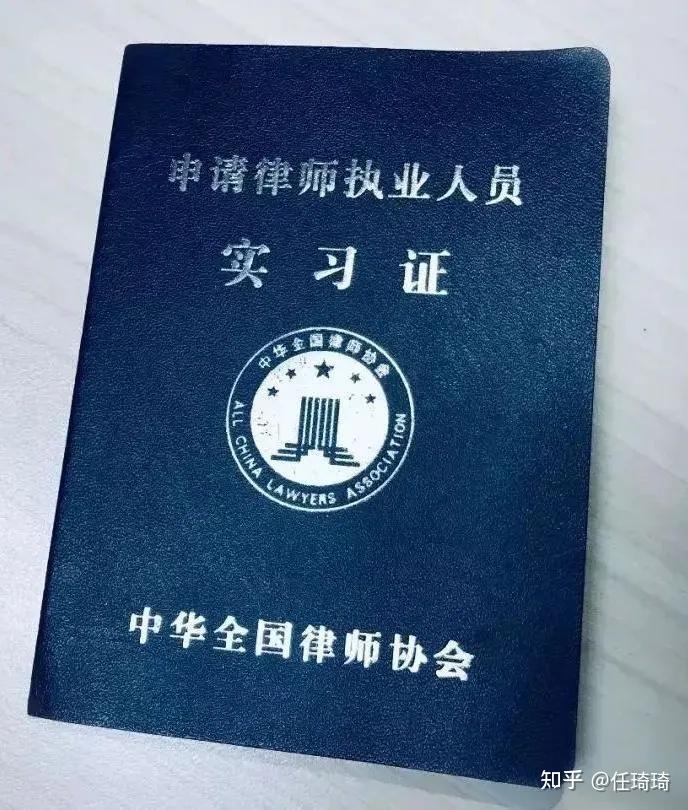 申请律师执业人员
实习证
中华全国律师协会
ALL CHINA LAWYERS ASSOCIATION
中华全国律师协会
知乎 @任琦琦